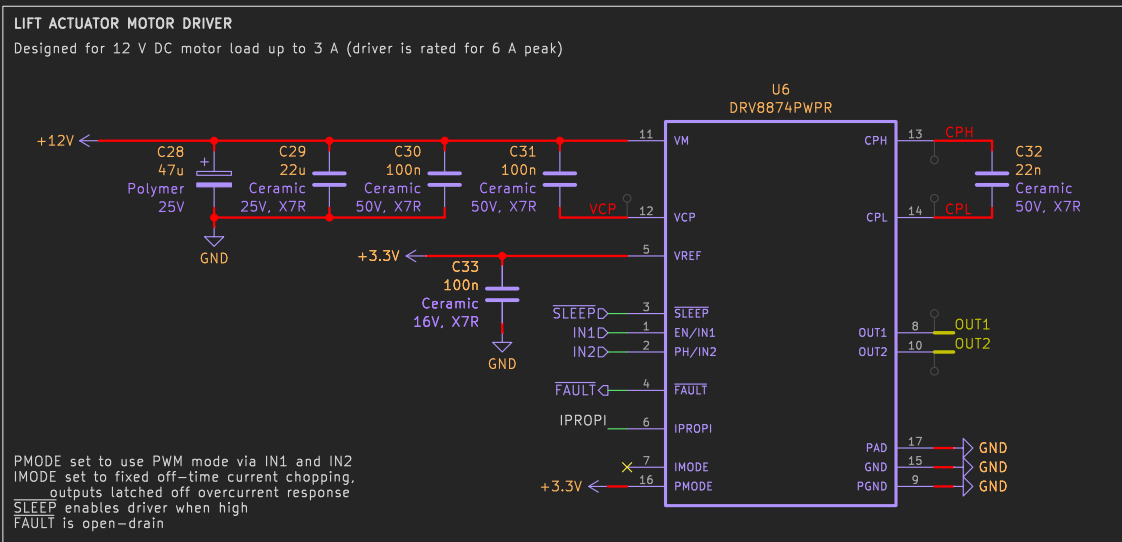 LIFT ACTUATOR MOTOR DRIVER
Designed for 12 V DC motor load up to 3 A (driver is rated for 6 A peak)
U6
DRV8874PWPR
+12V
C28
47u
Polymer
25V
+
C29
22u
Ceramic
25V, X7R
C30
100n
Ceramic
50V, X7R
C31
100n
Ceramic
50V, X7R
GND
VCP
11
VM
12
VCP
+3.3V
5
VREF
C33
100n
Ceramic
16V, X7R
GND
SLEEP
3
SLEEP
IN1
1
EN/IN1
IN2
2
PH/IN2
FAULT
4
FAULT
IPROPI
6
IPROPI
7
IMODE
+3.3V
16
PMODE
CPH
13
CPH
CPL
14
CPL
C32
22n
Ceramic
50V, X7R
OUT1
8
OUT1
OUT2
10
OUT2
PAD
17
GND
GND
15
GND
PGND
9
GND
PMODE set to use PWM mode via IN1 and IN2
IMODE set to fixed off-time current chopping,
outputs latched off overcurrent response
SLEEP enables driver when high
FAULT is open-drain